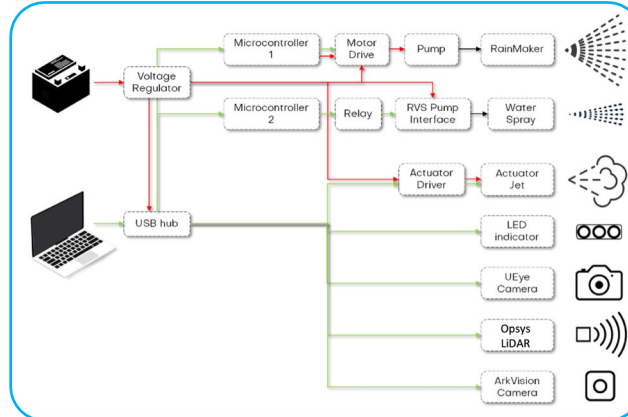 Microcontroller
1
Motor
Drive
Pump
RainMaker
Voltage
Regulator
Microcontroller
2
Relay
RVS Pump
Interface
Water
Spray
Actuator
Driver
Actuator
Jet
USB hub
LED
indicator
UEye
Camera
Opsys
LiDAR
ArkVision
Camera